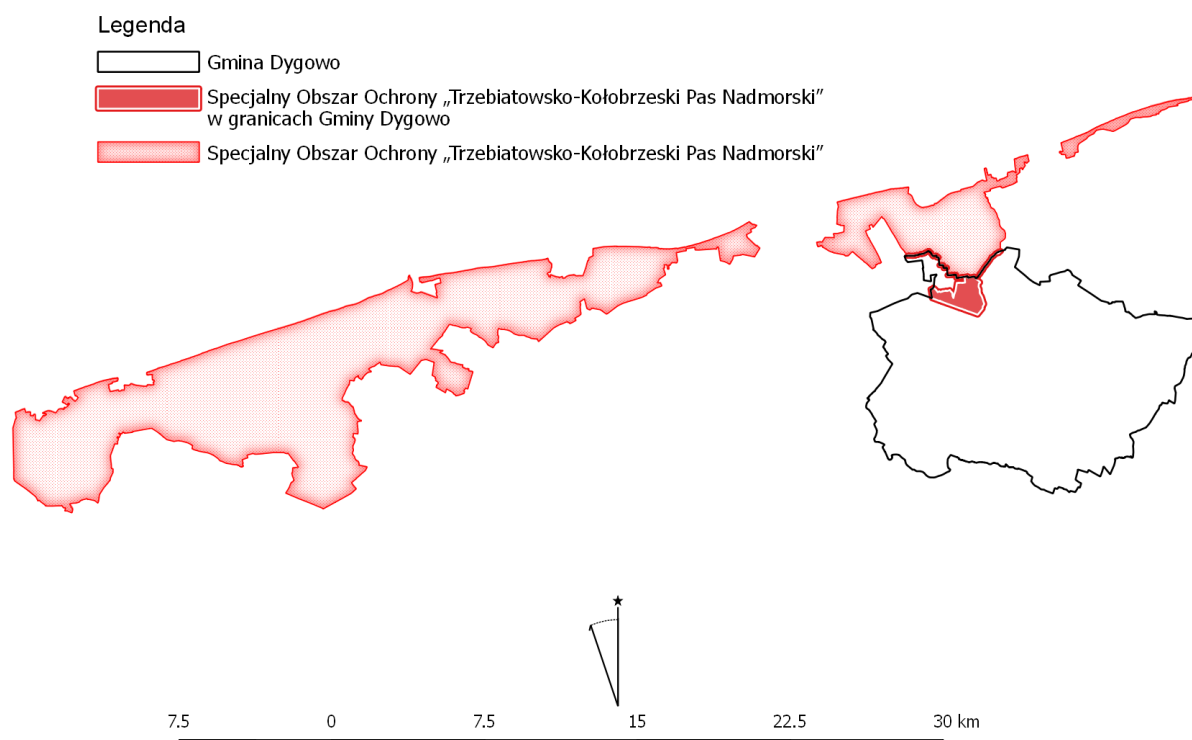 Legenda
Gmina Dygowo
Specjalny Obszar Ochrony „Trzebiatowsko-Kołobrzeski Pas Nadmorski”
w granicach Gminy Dygowo
Specjalny Obszar Ochrony „Trzebiatowsko-Kołobrzeski Pas Nadmorski”
7.5 0 7.5 15 22.5 30 km